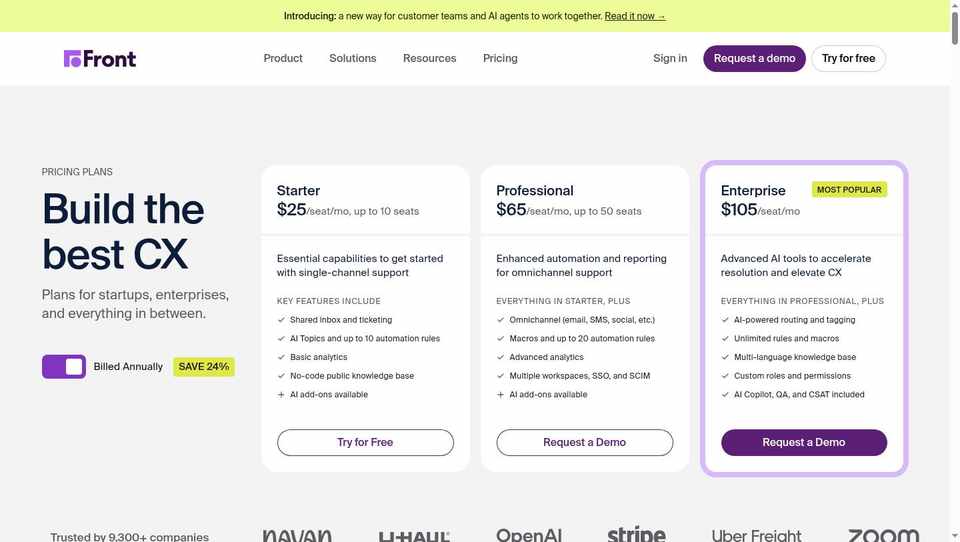 Introducing: a new way for customer teams and AI agents to work together. Read it now →
Front
Product
Solutions
Resources
Pricing
Sign in
Request a demo
Try for free
PRICING PLANS
Build the
best CX
Plans for startups, enterprises,
and everything in between.
Billed Annually
SAVE 24%
Starter
$25/seat/mo, up to 10 seats
Essential capabilities to get started
with single-channel support
KEY FEATURES INCLUDE
Shared inbox and ticketing
AI Topics and up to 10 automation rules
Basic analytics
No-code public knowledge base
AI add-ons available
Try for Free
Professional
$65/seat/mo, up to 50 seats
Enhanced automation and reporting
for omnichannel support
EVERYTHING IN STARTER, PLUS
Omnichannel (email, SMS, social, etc.)
Macros and up to 20 automation rules
Advanced analytics
Multiple workspaces, SSO, and SCIM
AI add-ons available
Request a Demo
Enterprise
MOST POPULAR
$105/seat/mo
Advanced AI tools to accelerate
resolution and elevate CX
EVERYTHING IN PROFESSIONAL, PLUS
AI-powered routing and tagging
Unlimited rules and macros
Multi-language knowledge base
Custom roles and permissions
AI Copilot, QA, and CSAT included
Request a Demo
Trusted by 9,300+ companies
NAVAN
U-HAUL
OpenAI
stripe
Uber Freight
zoom